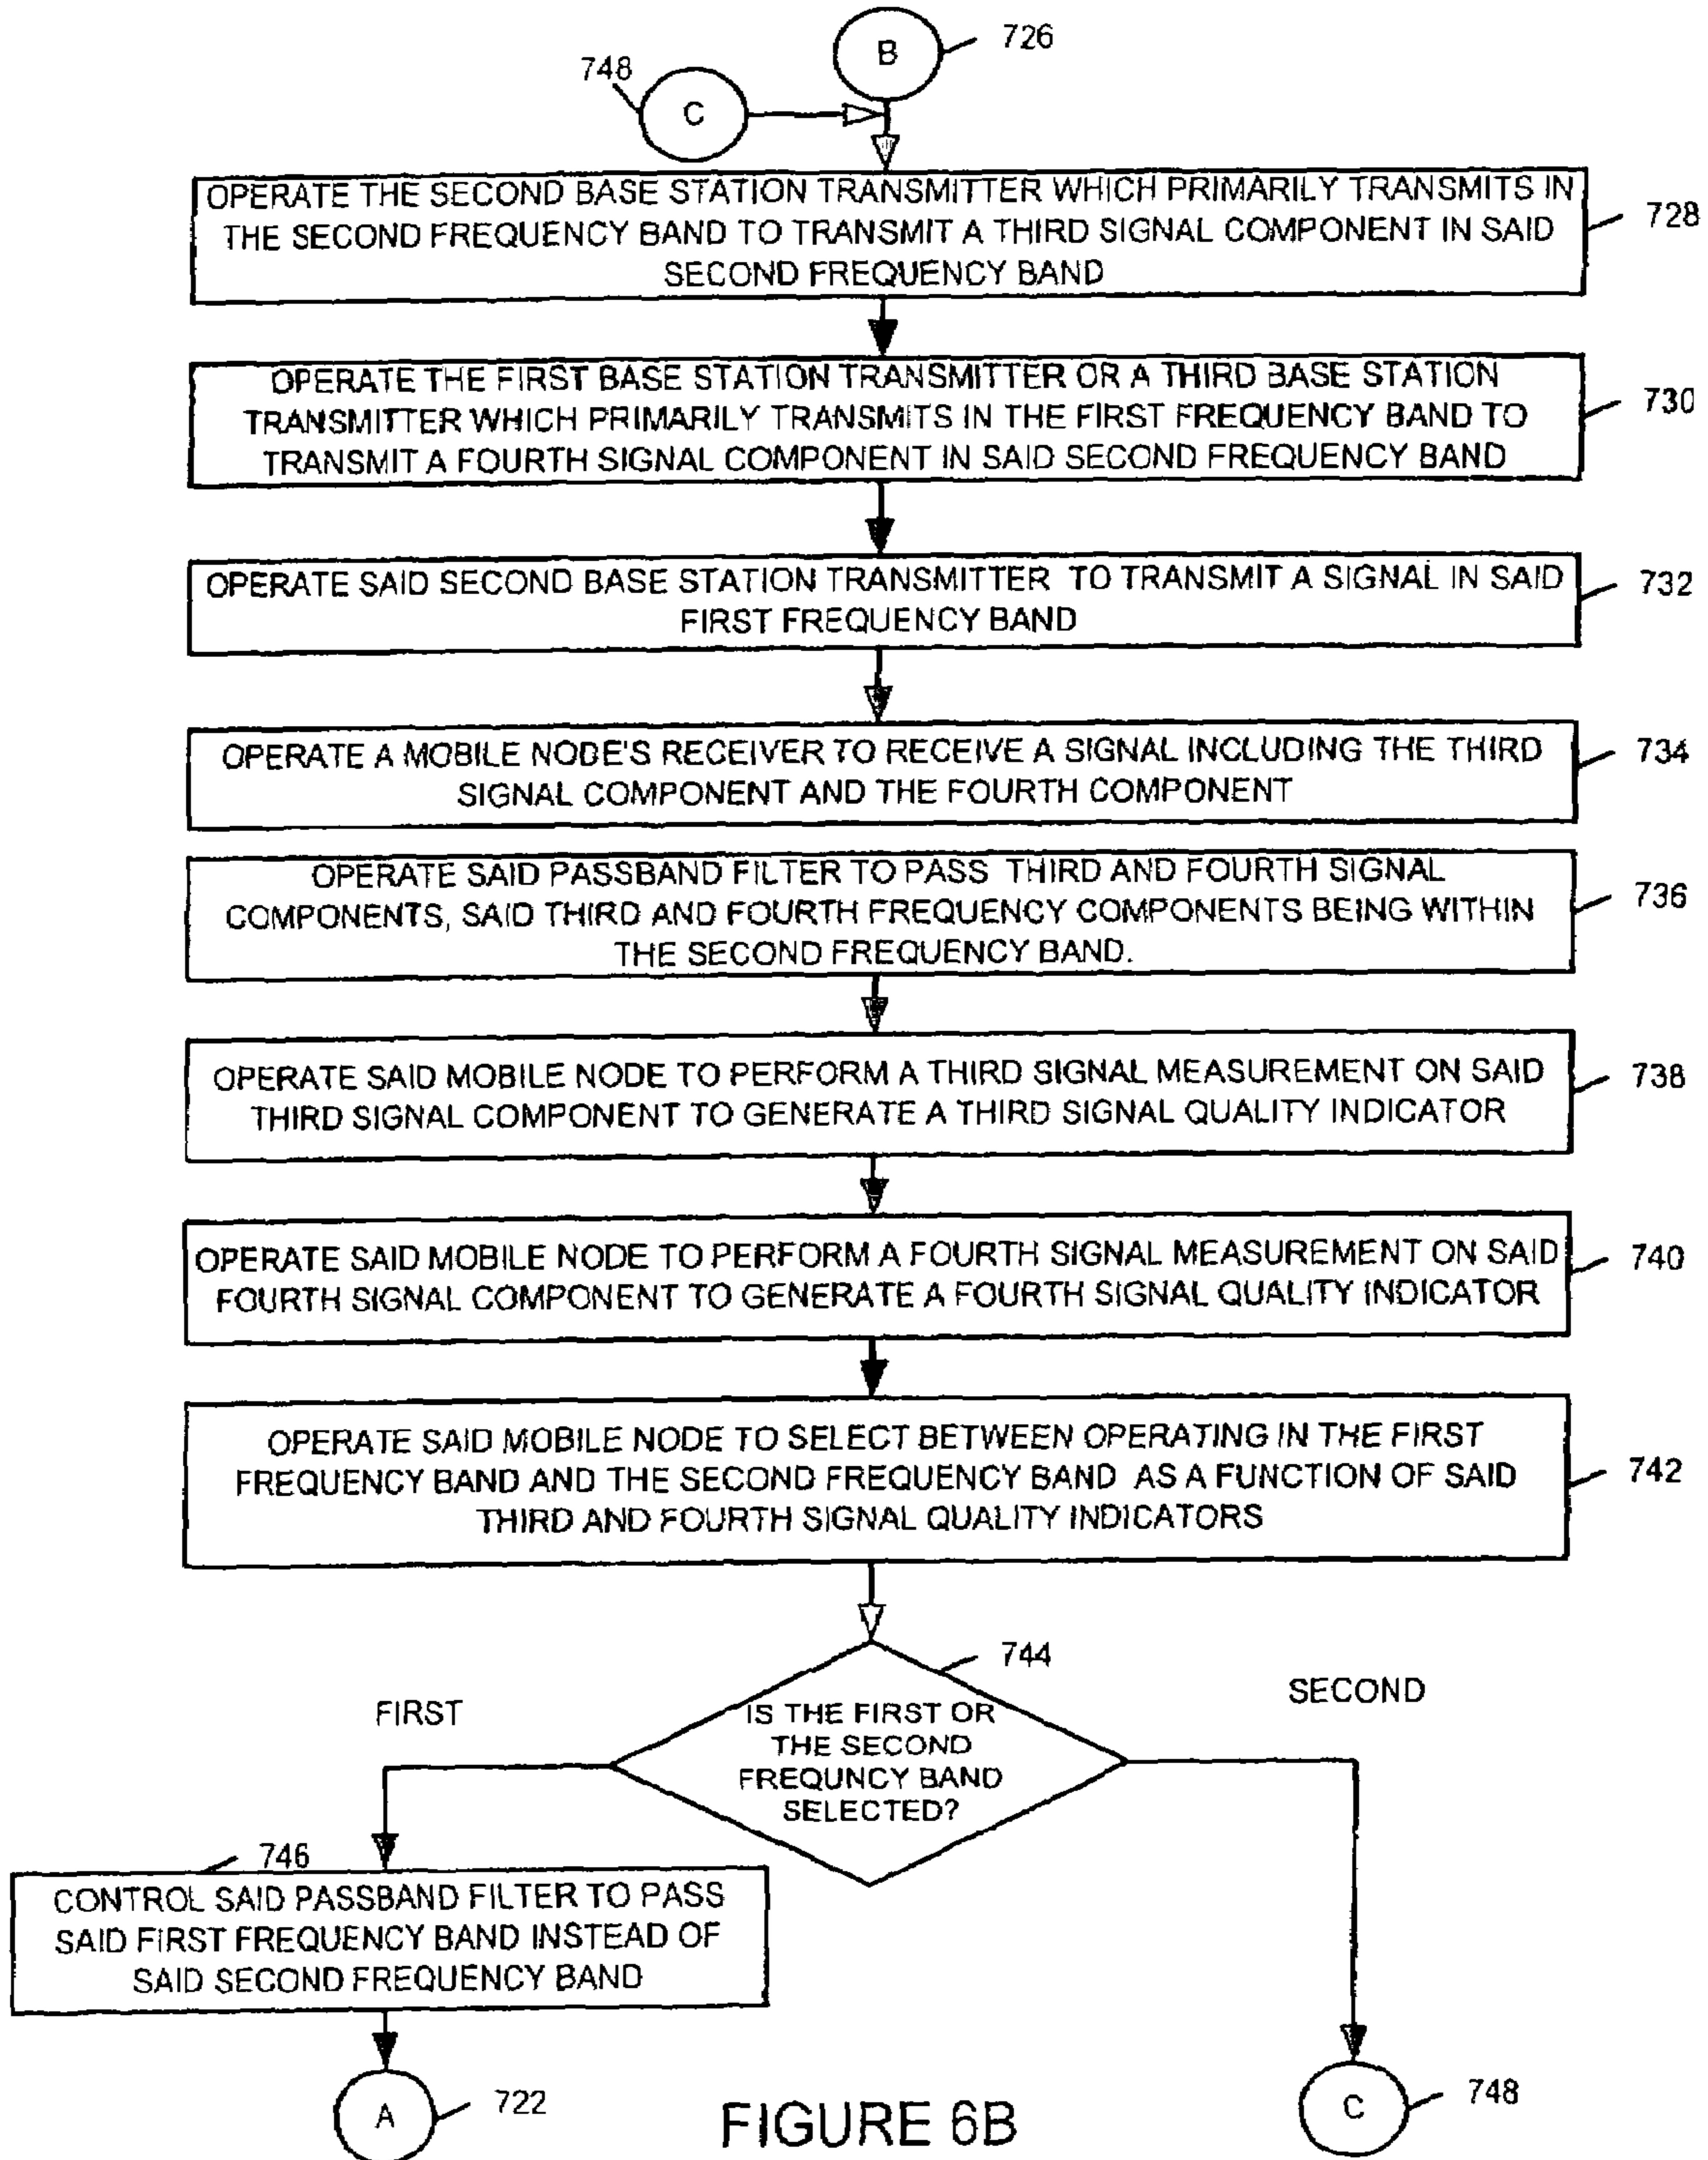 B
726
748
C
OPERATE THE SECOND BASE STATION TRANSMITTER WHICH PRIMARILY TRANSMITS IN
THE SECOND FREQUENCY BAND TO TRANSMIT A THIRD SIGNAL COMPONENT IN SAID
SECOND FREQUENCY BAND
728
OPERATE THE FIRST BASE STATION TRANSMITTER OR A THIRD BASE STATION
TRANSMITTER WHICH PRIMARILY TRANSMITS IN THE FIRST FREQUENCY BAND TO
TRANSMIT A FOURTH SIGNAL COMPONENT IN SAID SECOND FREQUENCY BAND
730
OPERATE SAID SECOND BASE STATION TRANSMITTER TO TRANSMIT A SIGNAL IN SAID
FIRST FREQUENCY BAND
732
OPERATE A MOBILE NODE'S RECEIVER TO RECEIVE A SIGNAL INCLUDING THE THIRD
SIGNAL COMPONENT AND THE FOURTH COMPONENT
734
OPERATE SAID PASSBAND FILTER TO PASS THIRD AND FOURTH SIGNAL
COMPONENTS, SAID THIRD AND FOURTH FREQUENCY COMPONENTS BEING WITHIN
THE SECOND FREQUENCY BAND.
736
OPERATE SAID MOBILE NODE TO PERFORM A THIRD SIGNAL MEASUREMENT ON SAID
THIRD SIGNAL COMPONENT TO GENERATE A THIRD SIGNAL QUALITY INDICATOR
738
OPERATE SAID MOBILE NODE TO PERFORM A FOURTH SIGNAL MEASUREMENT ON SAID
FOURTH SIGNAL COMPONENT TO GENERATE A FOURTH SIGNAL QUALITY INDICATOR
740
OPERATE SAID MOBILE NODE TO SELECT BETWEEN OPERATING IN THE FIRST
FREQUENCY BAND AND THE SECOND FREQUENCY BAND AS A FUNCTION OF SAID
THIRD AND FOURTH SIGNAL QUALITY INDICATORS
742
744
FIRST
SECOND
IS THE FIRST OR
THE SECOND
FREQUNCY BAND
SELECTED?
746
CONTROL SAID PASSBAND FILTER TO PASS
SAID FIRST FREQUENCY BAND INSTEAD OF
SAID SECOND FREQUENCY BAND
A
722
FIGURE 6B
C
748